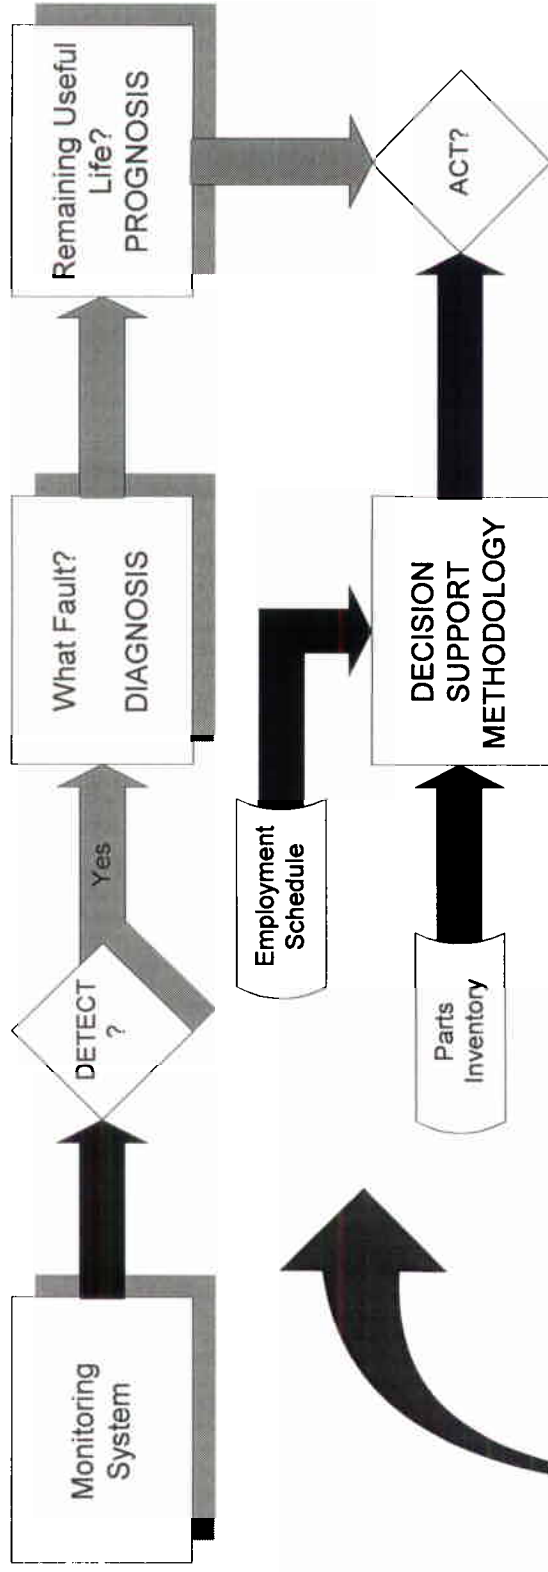 Monitoring
System
DETECT
?
Yes
What Fault?
DIAGNOSIS
Remaining Useful
Life?
PROGNOSIS
Employment
Schedule
Parts
Inventory
DECISION
SUPPORT
METHODOLOGY
ACT?